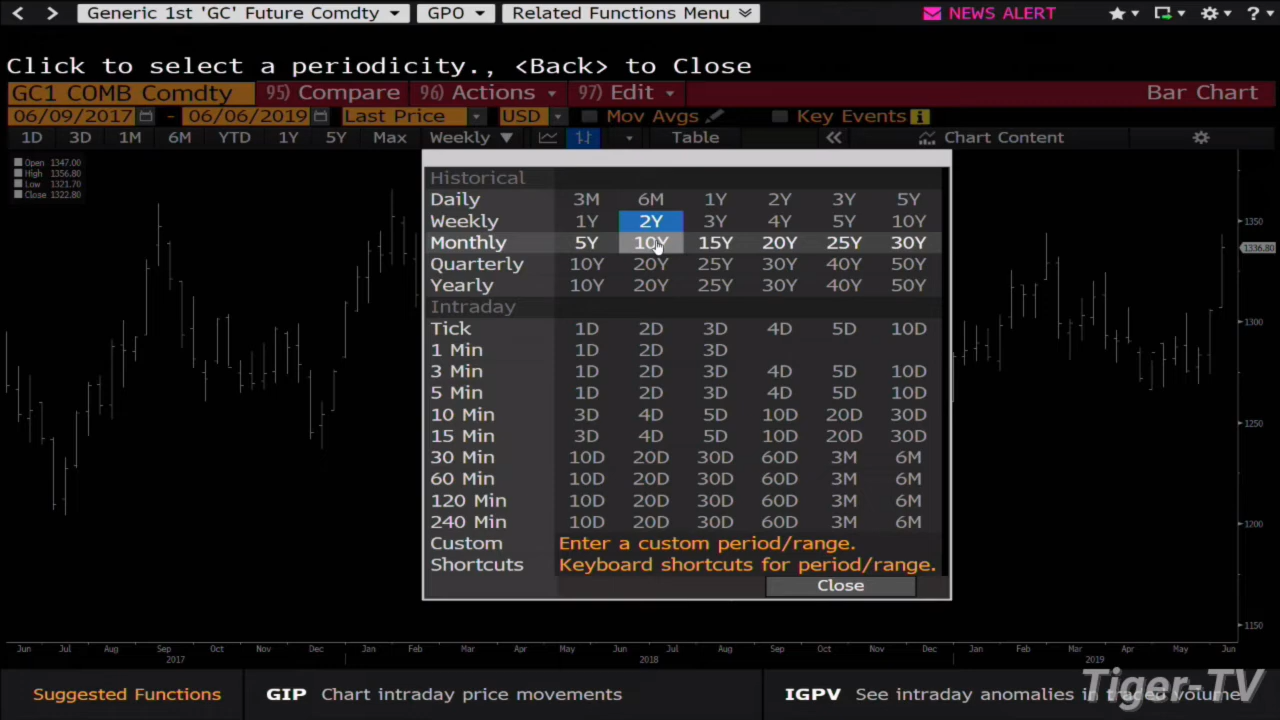 Generic 1st 'GC' Future Comdty GPO Related Functions Menu NEWS ALERT ?
Click to select a periodicity., <Back> to Close
GC1 COMB Comdty 95) Compare 96) Actions 97) Edit Bar Chart
06/09/2017 - 06/06/2019 Last Price USD Mov Avgs Key Events
1D 3D 1M 6M YTD 1Y 5Y Max Weekly Table Chart Content
Open 1347.00
High 1356.80
Low 1321.70
Close 1322.80
Historical
Daily 3M 6M 1Y 2Y 3Y 5Y
Weekly 1Y 2Y 3Y 4Y 5Y 10Y
Monthly 5Y 10Y 15Y 20Y 25Y 30Y
Quarterly 10Y 20Y 25Y 30Y 40Y 50Y
Yearly 10Y 20Y 25Y 30Y 40Y 50Y
Intraday
Tick 1D 2D 3D 4D 5D 10D
1 Min 1D 2D 3D
3 Min 1D 2D 3D 4D 5D 10D
5 Min 1D 2D 3D 4D 5D 10D
10 Min 3D 4D 5D 10D 20D 30D
15 Min 3D 4D 5D 10D 20D 30D
30 Min 10D 20D 30D 60D 3M 6M
60 Min 10D 20D 30D 60D 3M 6M
120 Min 10D 20D 30D 60D 3M 6M
240 Min 10D 20D 30D 60D 3M 6M
Custom Enter a custom period/range.
Shortcuts Keyboard shortcuts for period/range.
Close
1350
1336.80
1300
1250
1200
1150
Jun Jul Aug Sep Oct Nov Dec Jan Feb Mar Apr May Jun Jul Aug Sep Oct Nov Dec Jan Feb Mar Apr May Jun
2017 2018 2019
Suggested Functions GIP Chart intraday price movements IGPV See intraday anomalies in traded volume
Tiger-TV